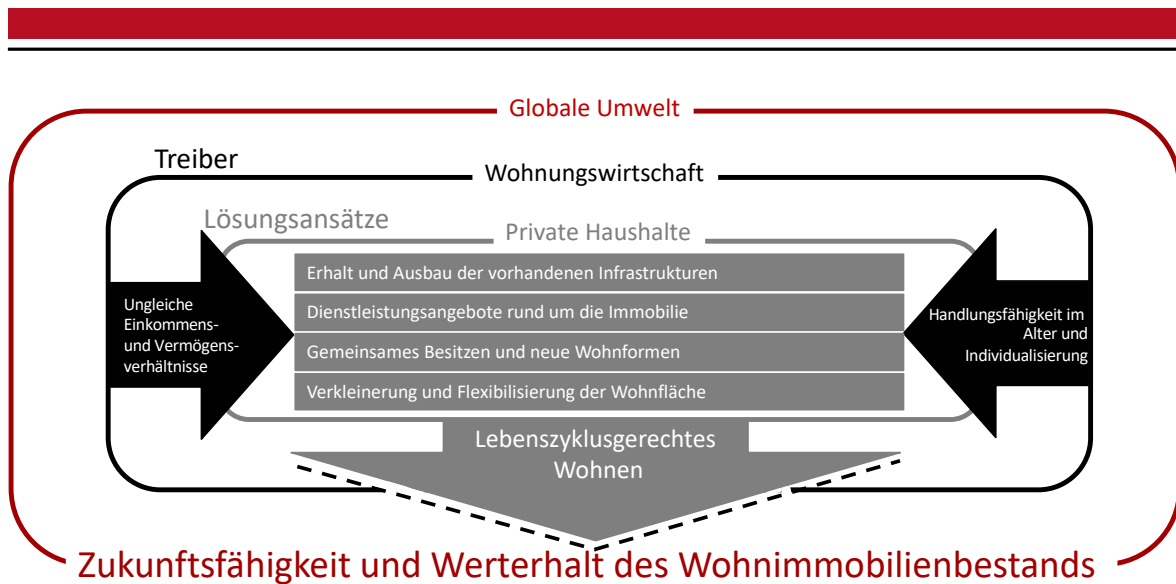 Globale Umwelt
Treiber
Wohnungswirtschaft
Lösungsansätze
Private Haushalte
Erhalt und Ausbau der vorhandenen Infrastrukturen
Dienstleistungsangebote rund um die Immobilie
Gemeinsames Besitzen und neue Wohnformen
Verkleinerung und Flexibilisierung der Wohnfläche
Ungleiche
Einkommens-
und Vermögens-
verhältnisse
Handlungsfähigkeit im
Alter und
Individualisierung
Lebenszyklusgerechtes
Wohnen
Zukunftsfähigkeit und Werterhalt des Wohnimmobilienbestands